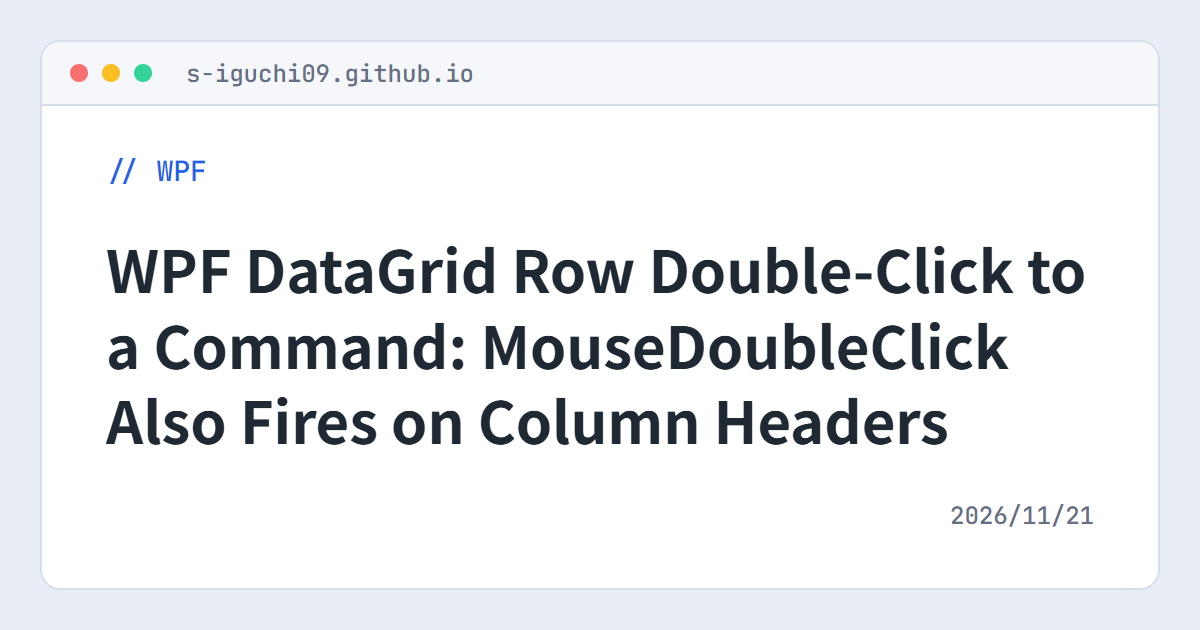 s-iguchi09.github.io
// WPF
WPF DataGrid Row Double-Click to
a Command: MouseDoubleClick
Also Fires on Column Headers
2026/11/21